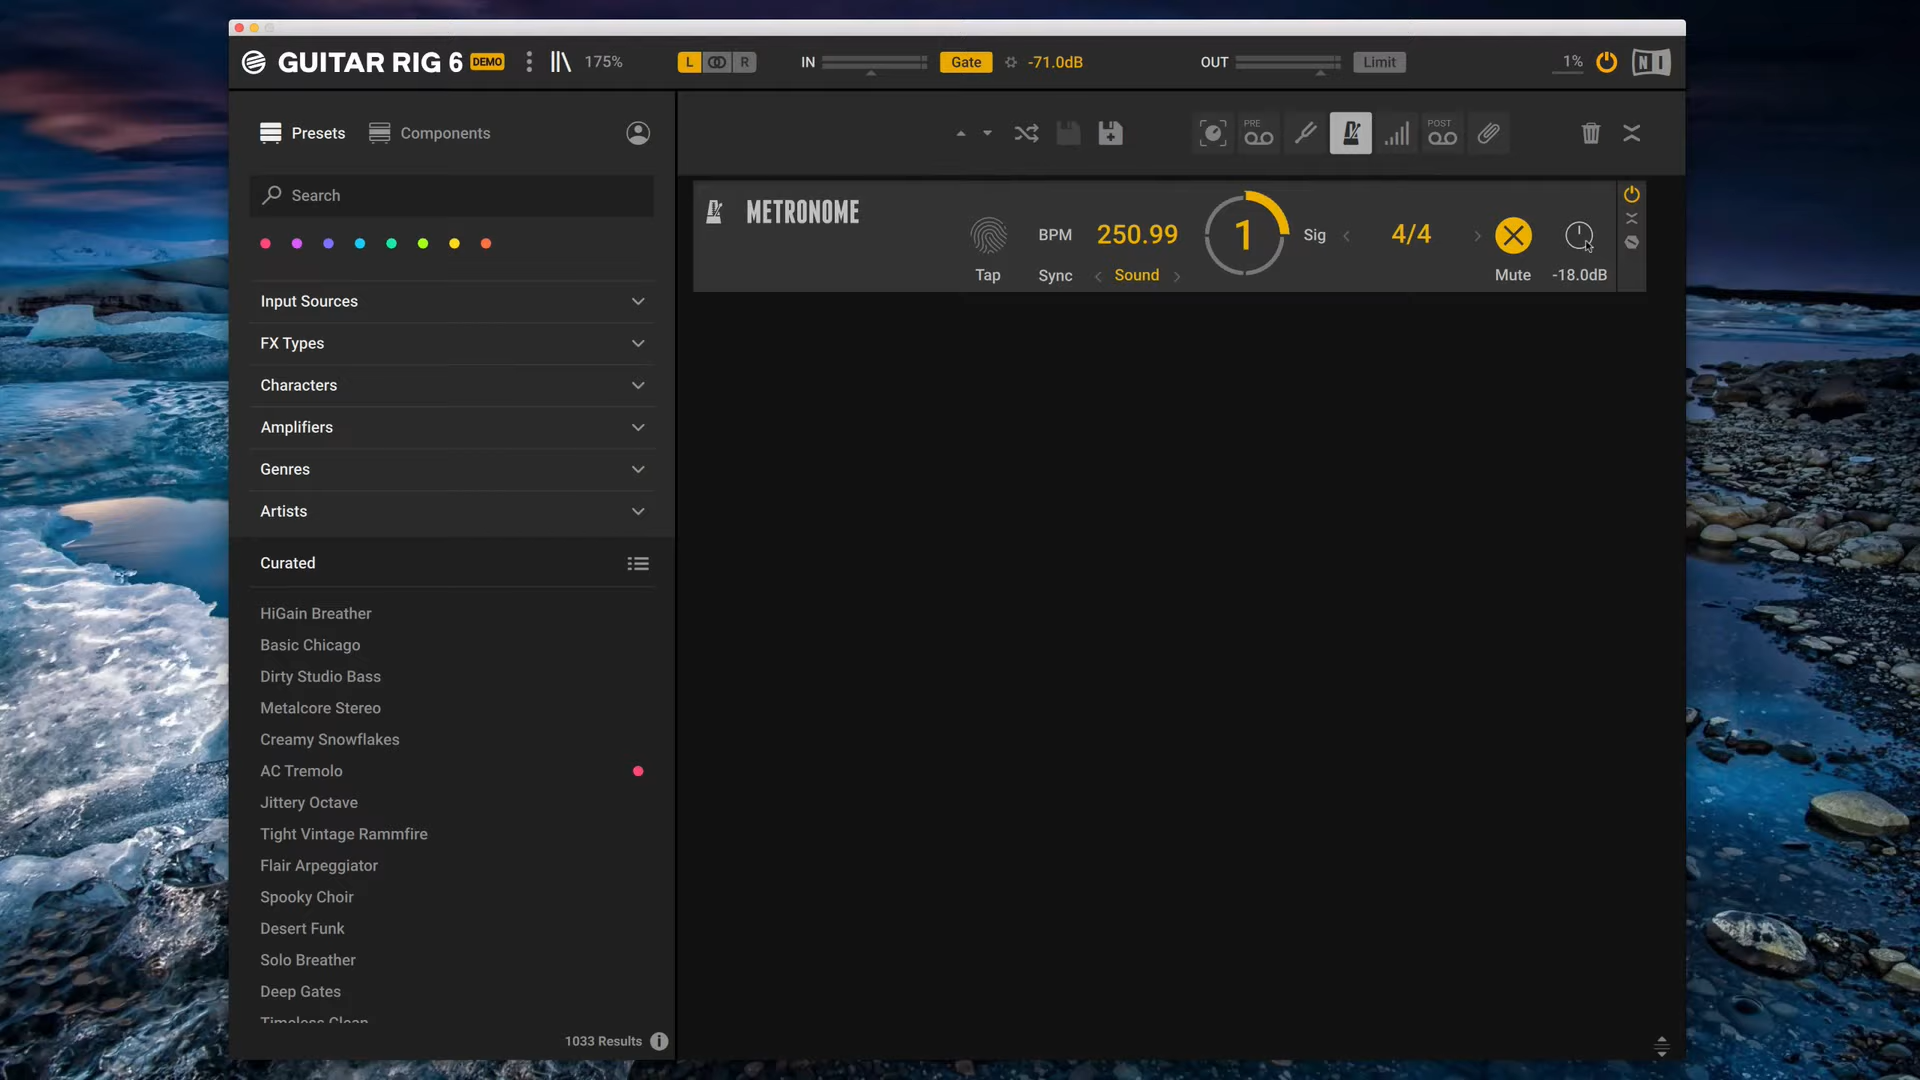 GUITAR RIG 6 DEMO 175% L R IN Gate -71.0dB OUT Limit 1% NI
Presets Components PRE POST
Search
METRONOME
BPM 250.99 1 Sig 4/4
Tap Sync Sound Mute -18.0dB
Input Sources
FX Types
Characters
Amplifiers
Genres
Artists
Curated
HiGain Breather
Basic Chicago
Dirty Studio Bass
Metalcore Stereo
Creamy Snowflakes
AC Tremolo
Jittery Octave
Tight Vintage Rammfire
Flair Arpeggiator
Spooky Choir
Desert Funk
Solo Breather
Deep Gates
Timeless Clean
1033 Results